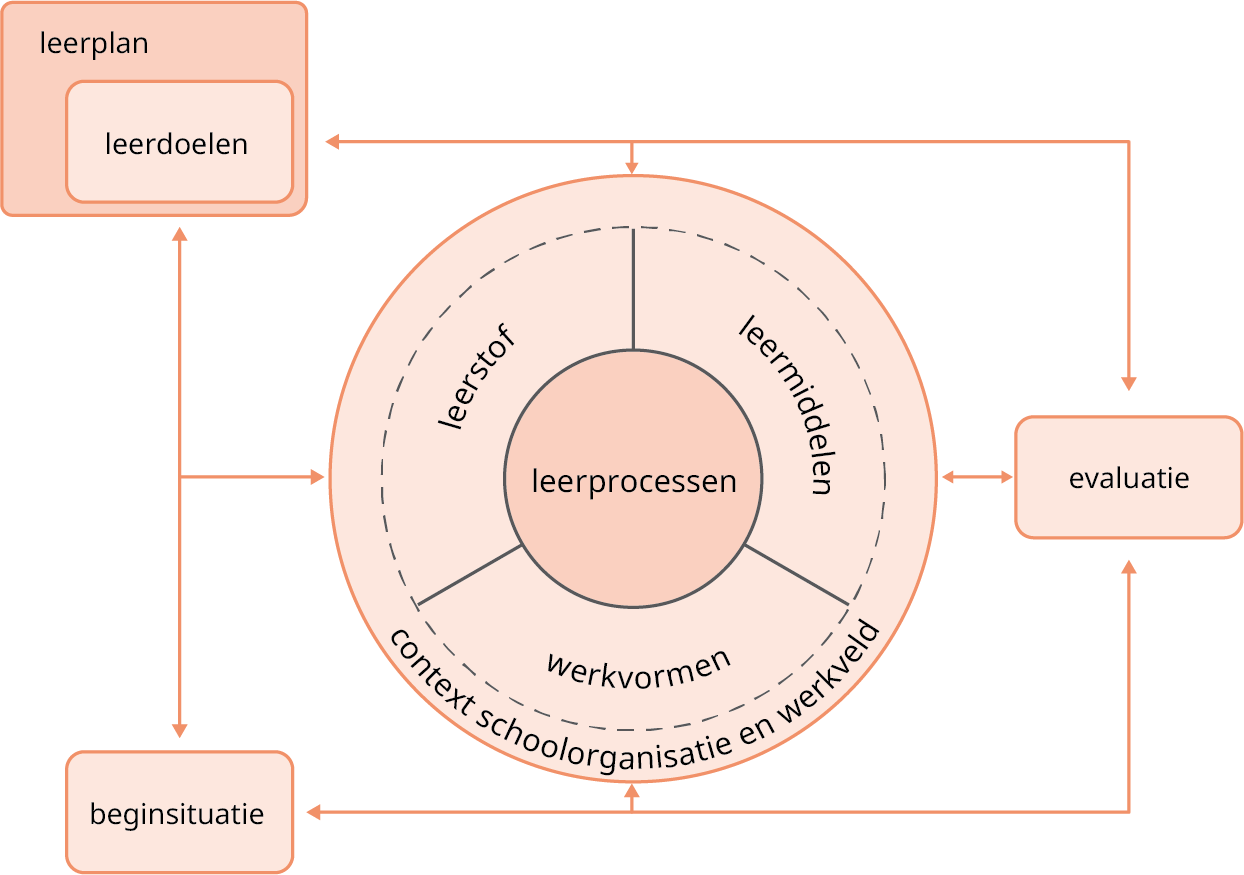 leerplan
leerdoelen
leerstof
leermiddelen
leerprocessen
evaluatie
werkvormen
context schoolorganisatie en werkveld
beginsituatie